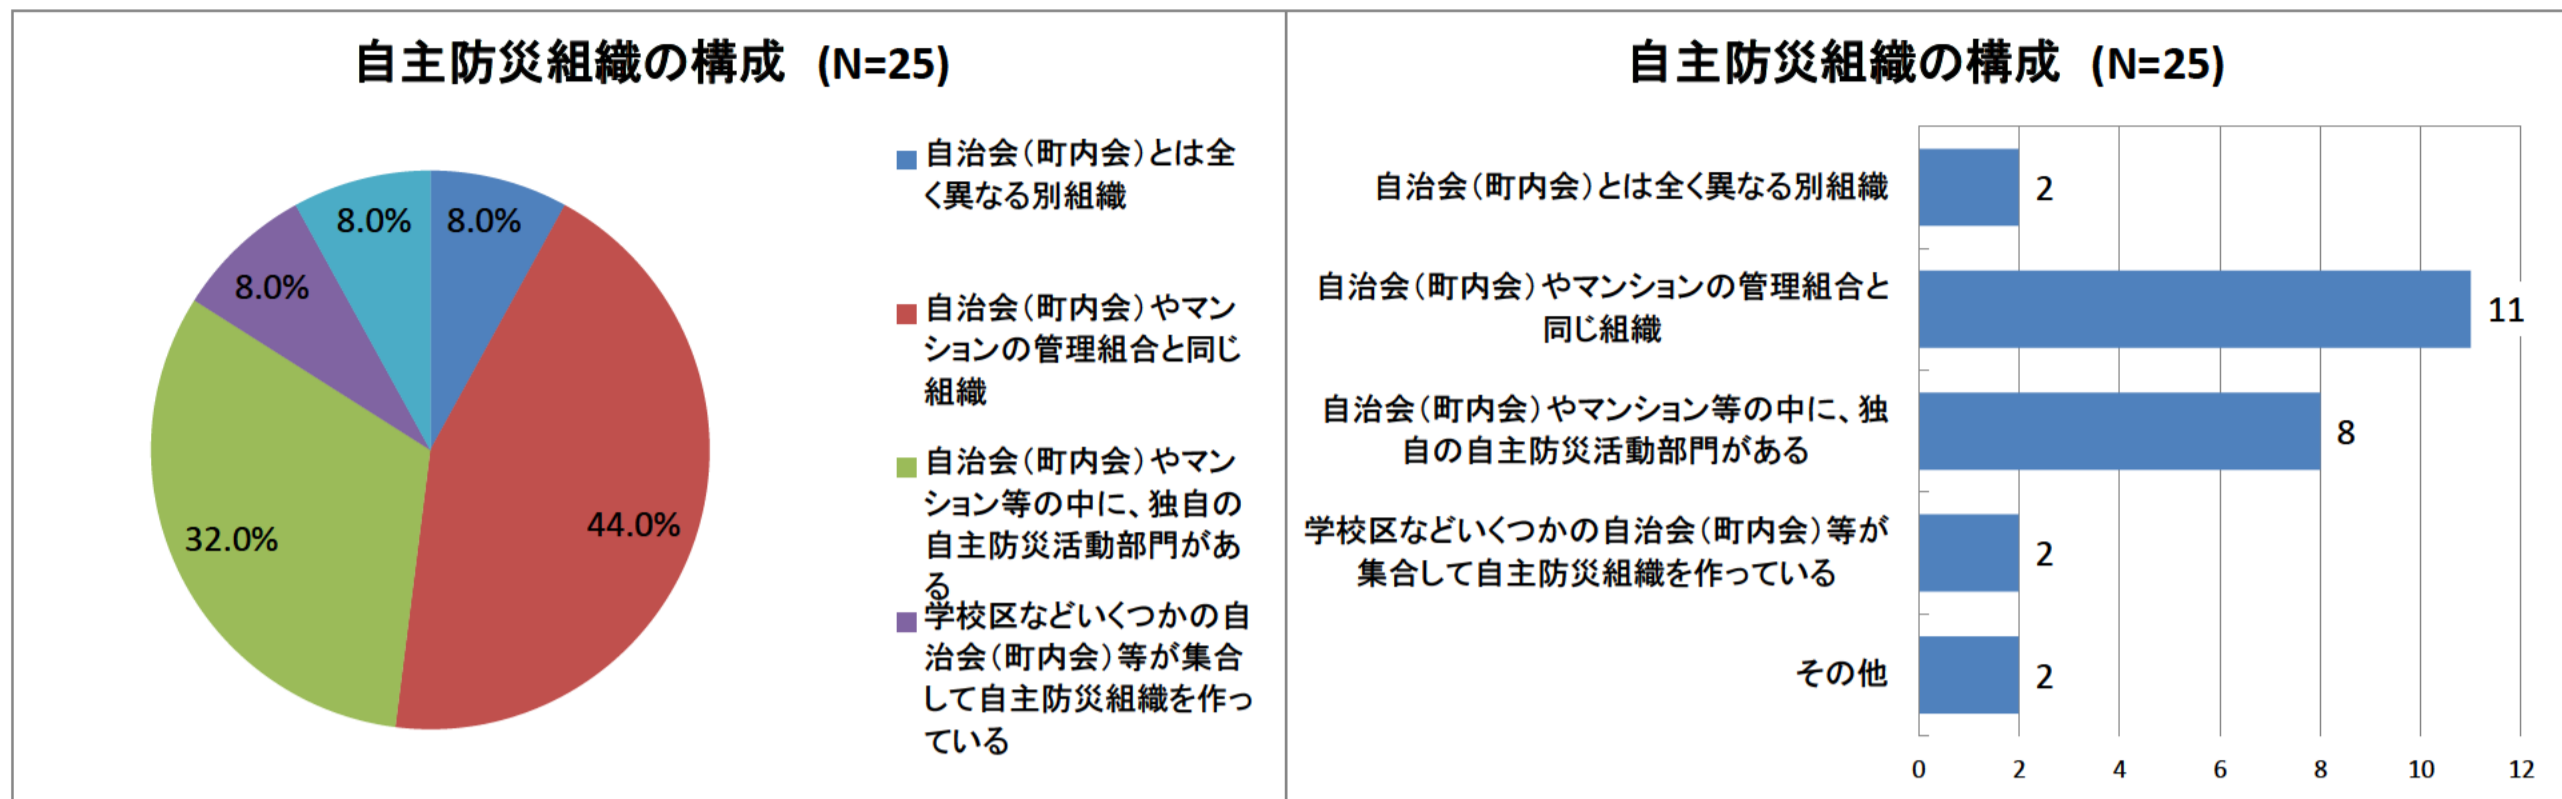 自主防災組織の構成 (N=25)
8.0%
8.0%
8.0%
32.0%
44.0%
自治会(町内会)とは全
く異なる別組織
自治会(町内会)やマン
ションの管理組合と同じ
組織
自治会(町内会)やマン
ション等の中に、独自の
自主防災活動部門があ
る
学校区などいくつかの自
治会(町内会)等が集合
して自主防災組織を作っ
ている
自主防災組織の構成 (N=25)
自治会(町内会)とは全く異なる別組織
2
自治会(町内会)やマンションの管理組合と
同じ組織
11
自治会(町内会)やマンション等の中に、独
自の自主防災活動部門がある
8
学校区などいくつかの自治会(町内会)等が
集合して自主防災組織を作っている
2
その他
2
0 2 4 6 8 10 12